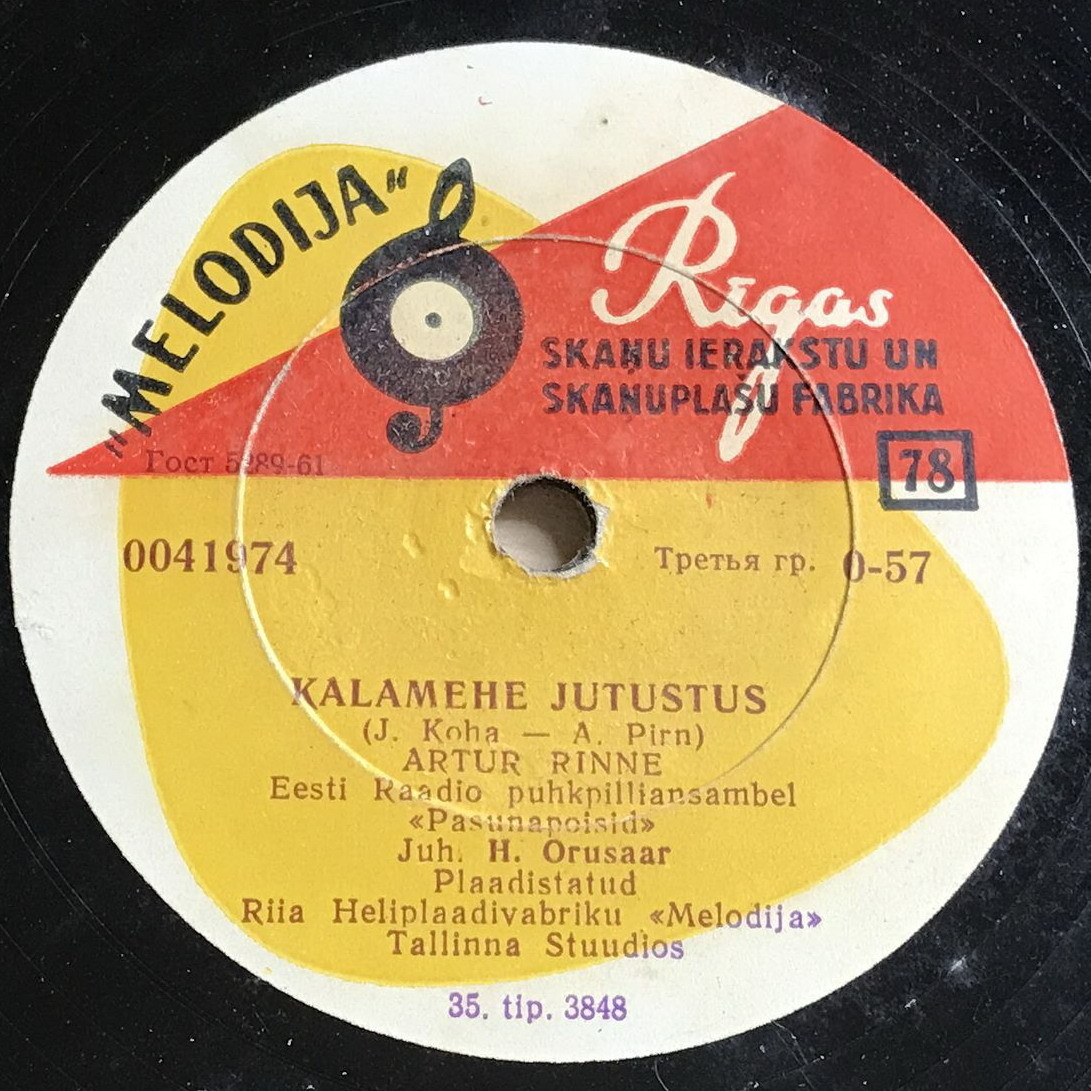 „MELODIJA“
Rīgas
SKAŅU IERAKSTU UN
SKAŅUPLAŠU FABRIKA
78
Гост 5289-61
0041974
Третья гр. 0-57
KALAMEHE JUTUSTUS
(J. Koha — A. Pirn)
ARTUR RINNE
Eesti Raadio puhkpilliansambel
«Pasunapoisid»
Juh. H. Orusaar
Plaadistatud
Riia Heliplaadivabriku «Melodija»
Tallinna Stuudios
35. tip. 3848